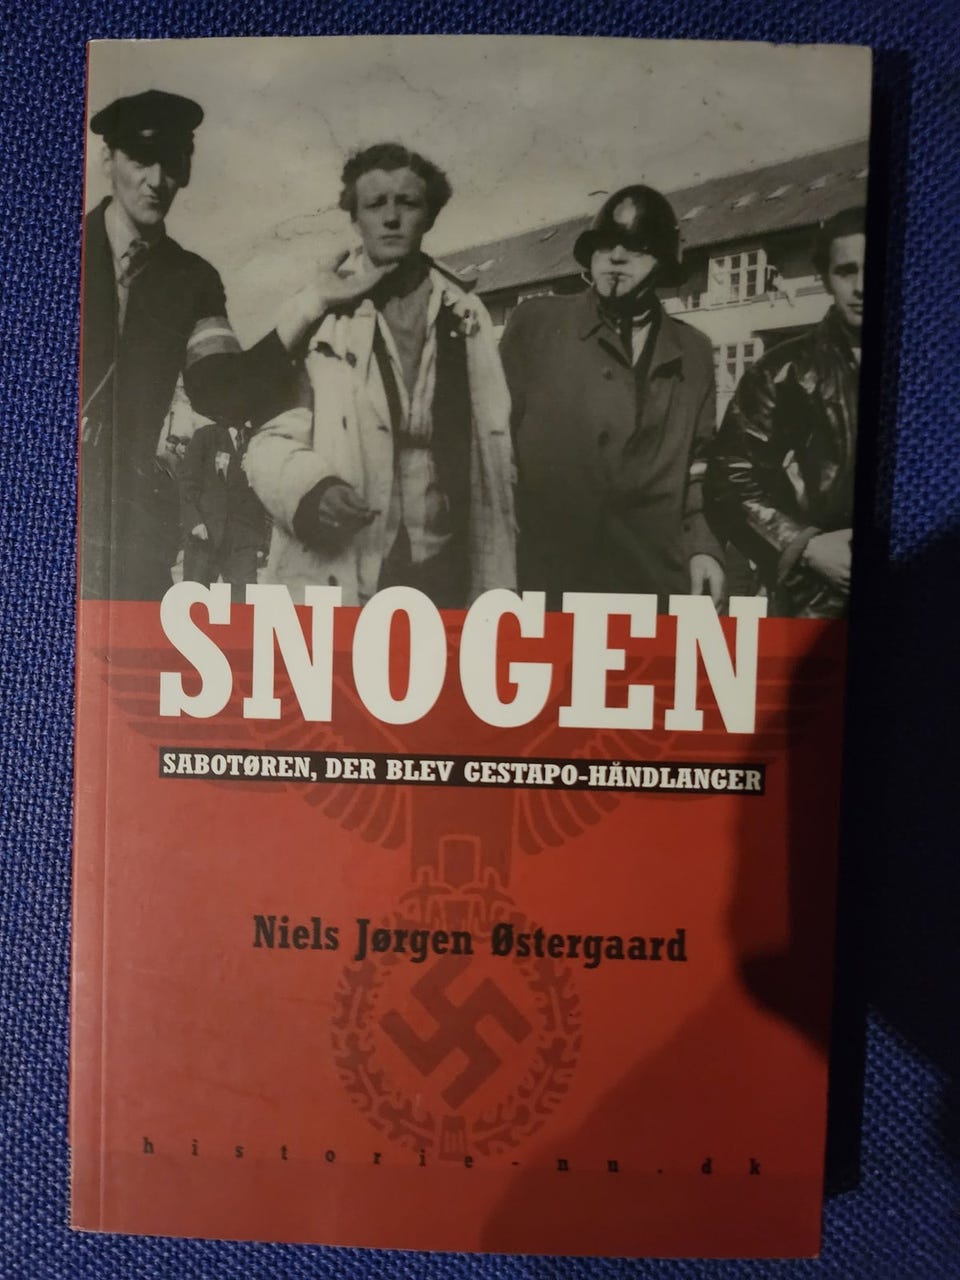 SNOGEN
SABOTØREN, DER BLEV GESTAPO-HÅNDLANGER
Niels Jørgen Østergaard
historie-nu.dk